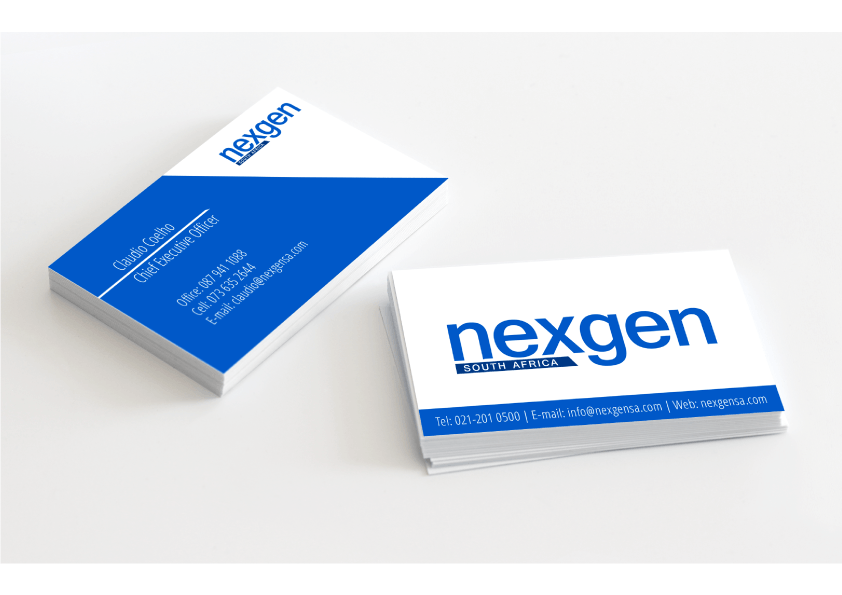 nexgen
SOUTH AFRICA
Claudio Coelho
Chief Executive Officer
Office: 087 941 1088
Cell: 073 635 2644
E-mail: claudio@nexgensa.com
nexgen
SOUTH AFRICA
Tel: 021-201 0500 | E-mail: info@nexgensa.com | Web: nexgensa.com